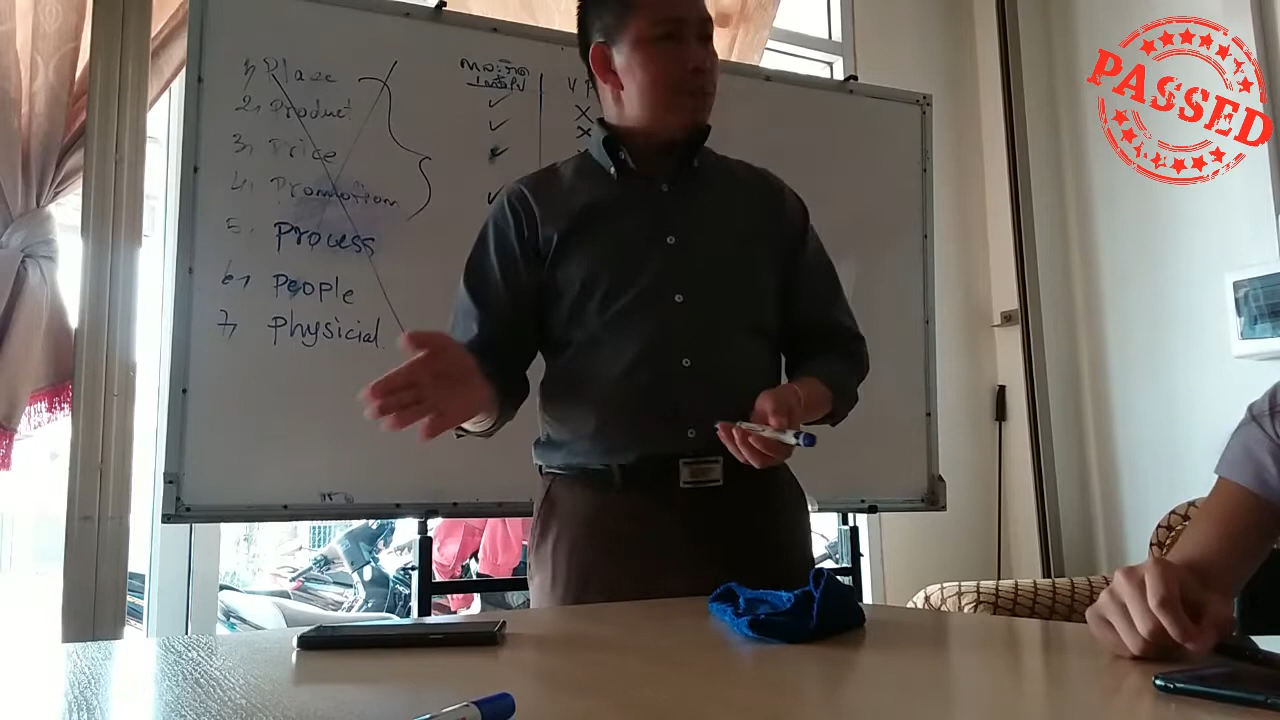 1, Place
2, Product
3, Price
4, Promotion
5. Process
6, People
7, Physicial
V P
PASSED